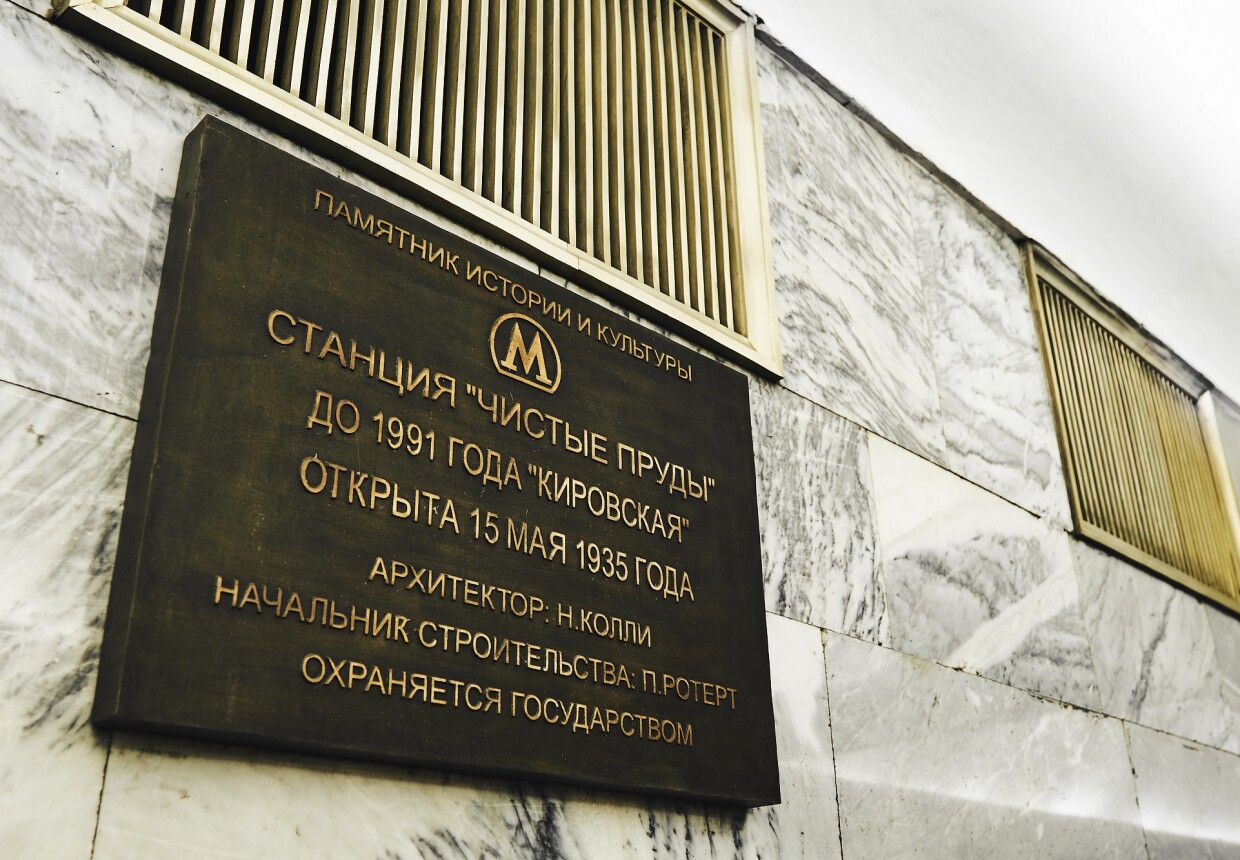 ПАМЯТНИК ИСТОРИИ И КУЛЬТУРЫ
М
СТАНЦИЯ "ЧИСТЫЕ ПРУДЫ"
ДО 1991 ГОДА "КИРОВСКАЯ"
ОТКРЫТА 15 МАЯ 1935 ГОДА
АРХИТЕКТОР: Н.КОЛЛИ
НАЧАЛЬНИК СТРОИТЕЛЬСТВА: П.РОТЕРТ
ОХРАНЯЕТСЯ ГОСУДАРСТВОМ